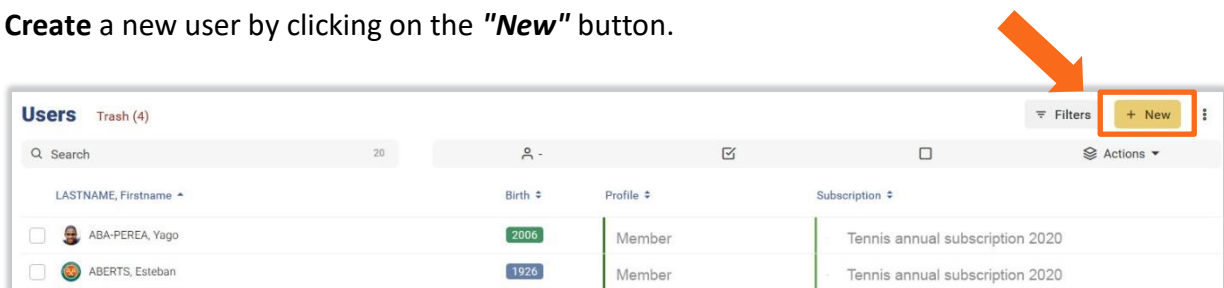 Create a new user by clicking on the "New" button.
Users Trash (4) Filters + New
Search 20 - Actions
LASTNAME, Firstname Birth Profile Subscription
ABA-PEREA, Yago 2006 Member Tennis annual subscription 2020
ABERTS, Esteban 1926 Member Tennis annual subscription 2020